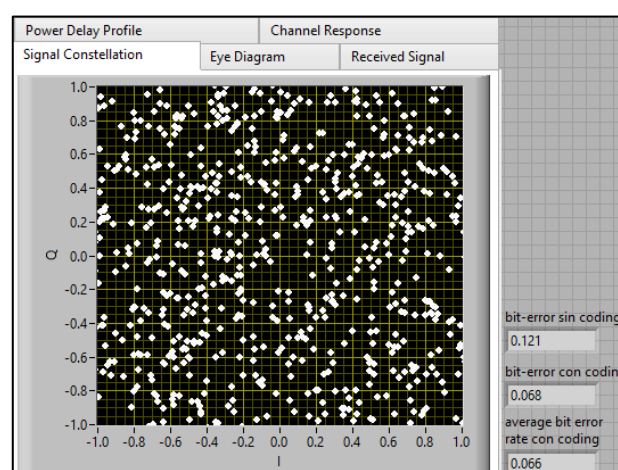 Power Delay Profile
Channel Response
Signal Constellation
Eye Diagram
Received Signal
1.0
0.8
0.6
0.4
0.2
0.0
-0.2
-0.4
-0.6
-0.8
-1.0
Q
-1.0 -0.8 -0.6 -0.4 -0.2 0.0 0.2 0.4 0.6 0.8 1.0
I
bit-error sin coding
0.121
bit-error con codin
0.068
average bit error
rate con coding
0.066